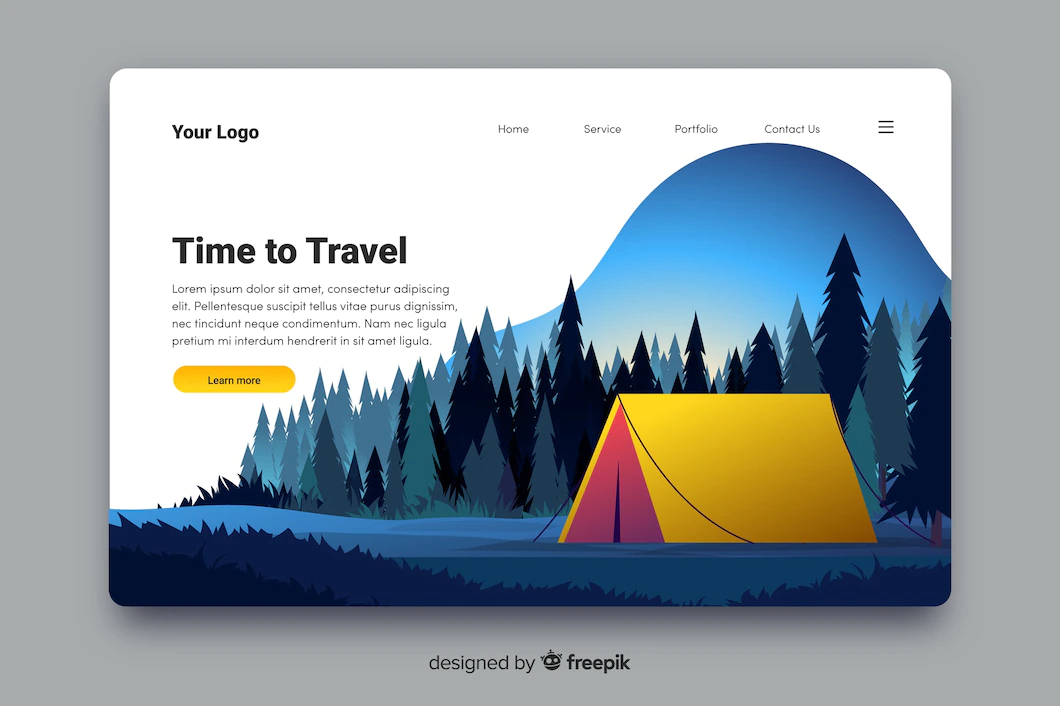 Your Logo
Home Service Portfolio Contact Us
Time to Travel
Lorem ipsum dolor sit amet, consectetur adipiscing
elit. Pellentesque suscipit tellus vitae purus dignissim,
nec tincidunt neque condimentum. Nam nec ligula
pretium mi interdum hendrerit in sit amet ligula.
Learn more
designed by freepik